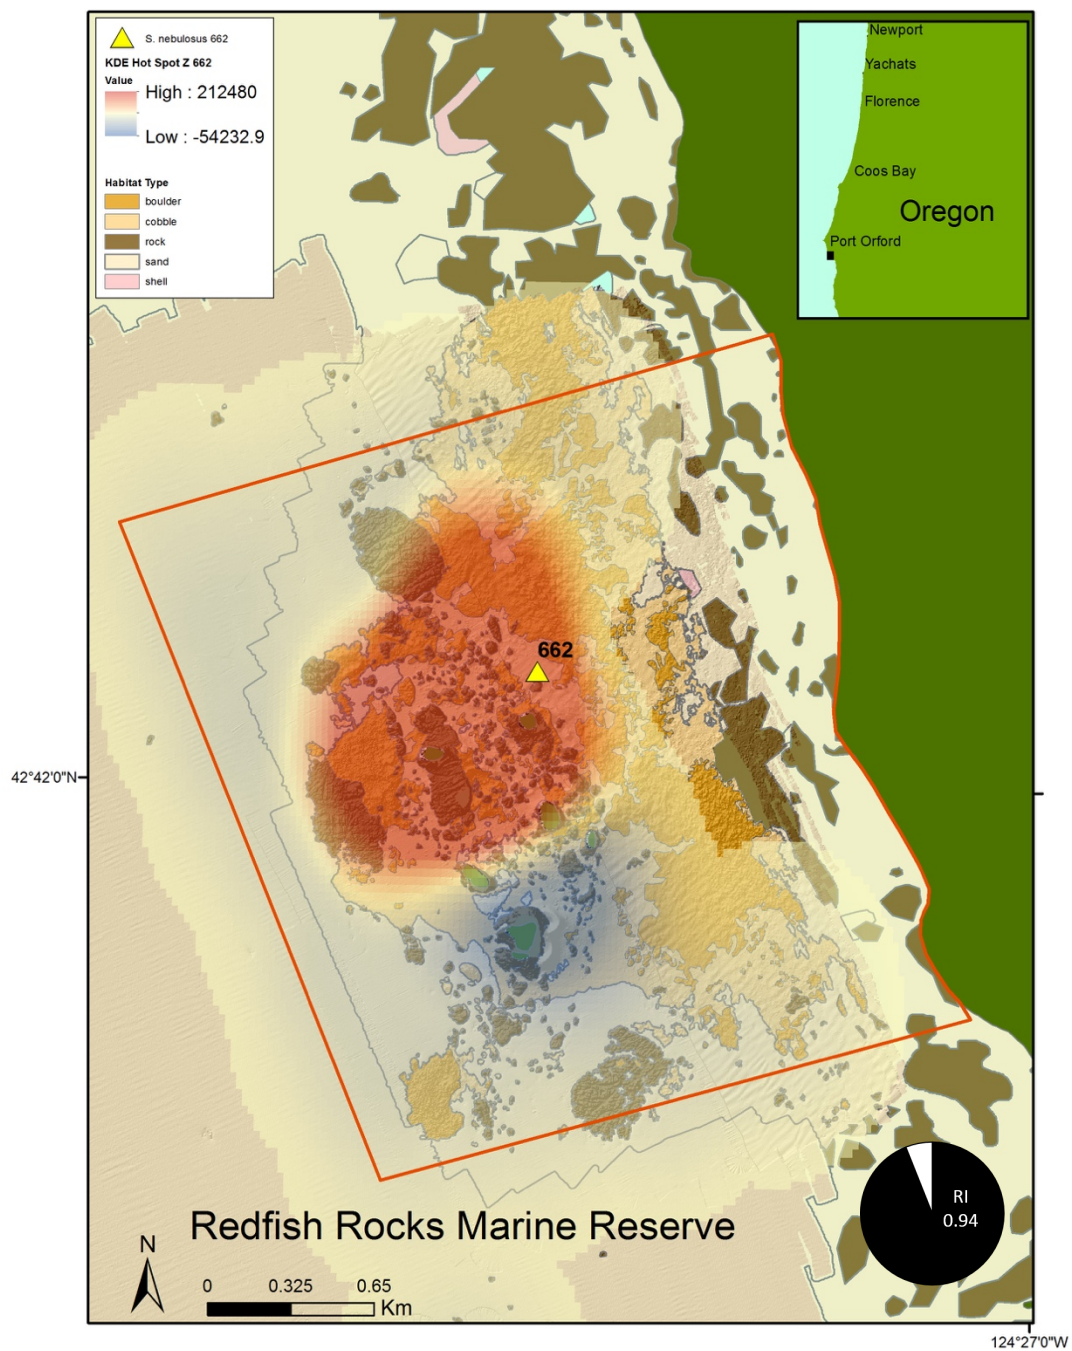 S. nebulosus 662
KDE Hot Spot Z 662
Value
High : 212480
Low : -54232.9
Habitat Type
boulder
cobble
rock
sand
shell
Newport
Yachats
Florence
Coos Bay
Oregon
Port Orford
662
42°42'0"N
RI
0.94
Redfish Rocks Marine Reserve
N
0 0.325 0.65
Km
124°27'0"W